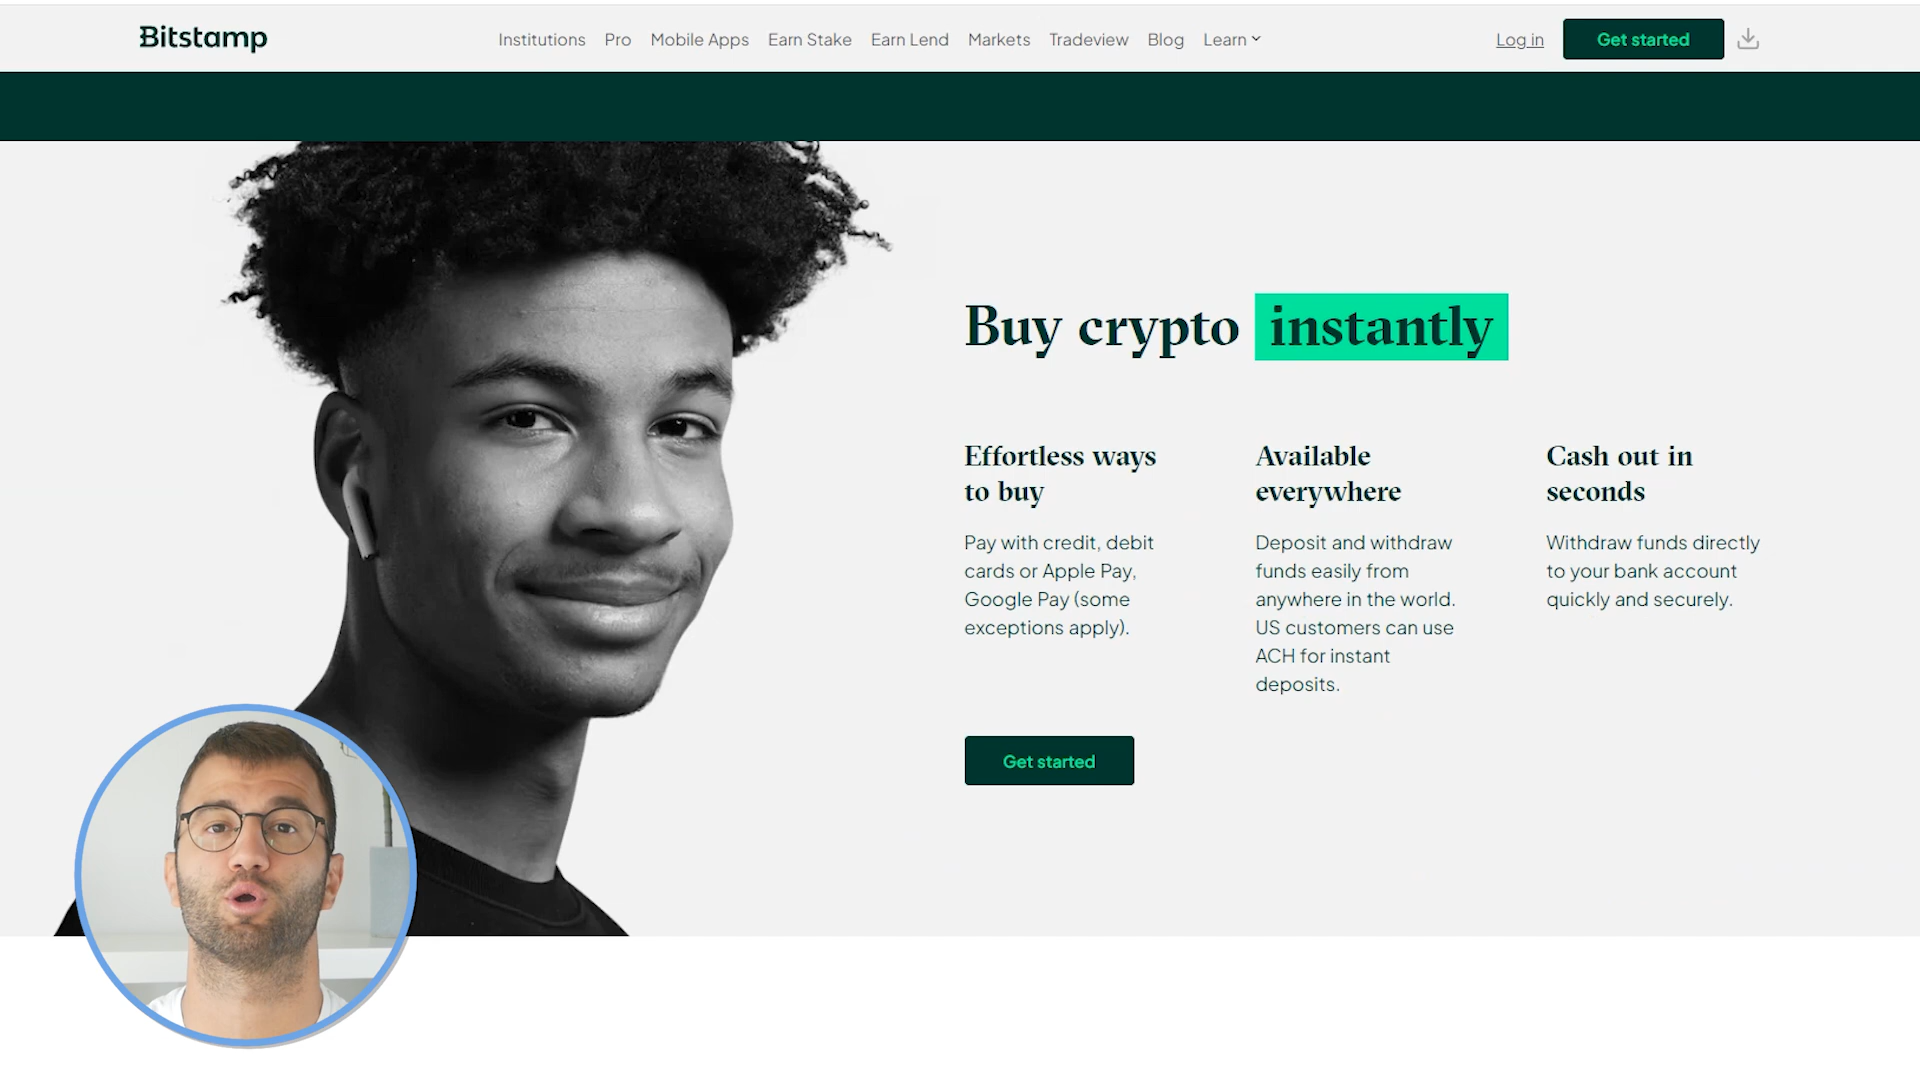 Bitstamp
Institutions Pro Mobile Apps Earn Stake Earn Lend Markets Tradeview Blog Learn
Log in
Get started
Buy crypto instantly
Effortless ways
to buy
Pay with credit, debit
cards or Apple Pay,
Google Pay (some
exceptions apply).
Available
everywhere
Deposit and withdraw
funds easily from
anywhere in the world.
US customers can use
ACH for instant
deposits.
Cash out in
seconds
Withdraw funds directly
to your bank account
quickly and securely.
Get started